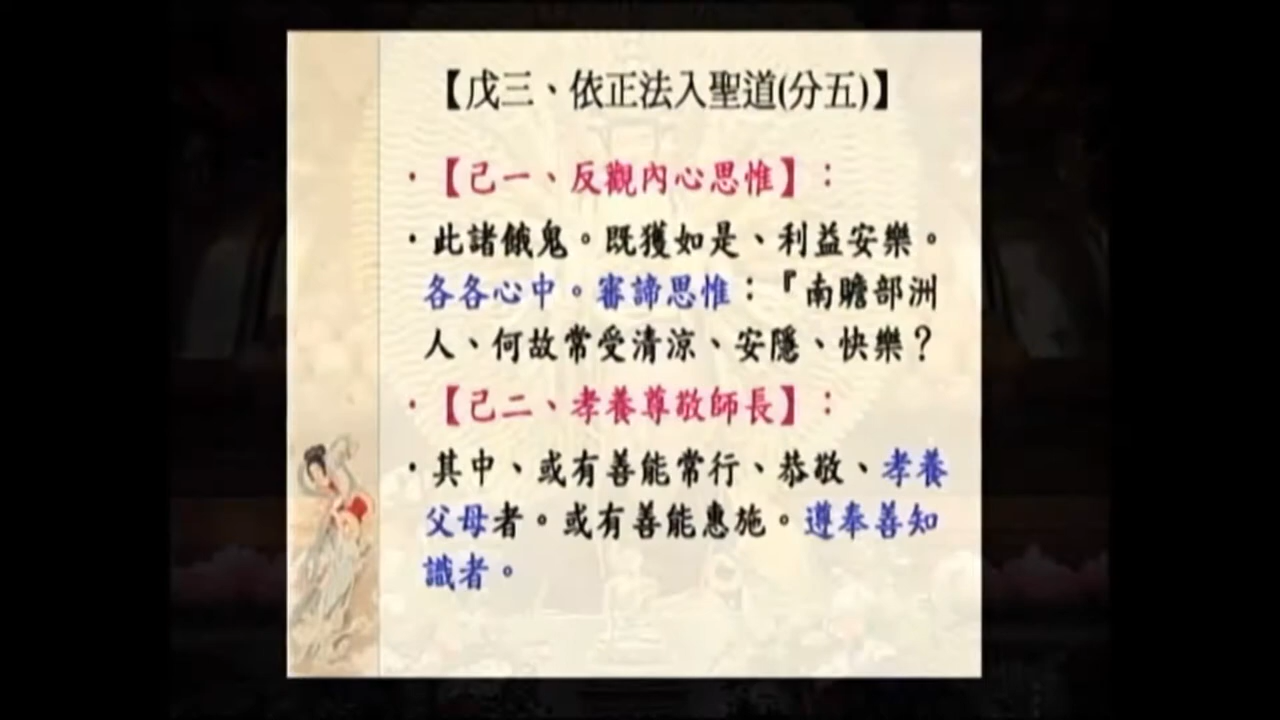 【戊三、依正法入聖道(分五)】
·【己一、反觀內心思惟】：
·此諸餓鬼。既獲如是、利益安樂。
各各心中。審諦思惟：『南贍部洲
人、何故常受清涼、安隱、快樂？
·【己二、孝養尊敬師長】：
·其中、或有善能常行、恭敬、孝養
父母者。或有善能惠施。遵奉善知
識者。